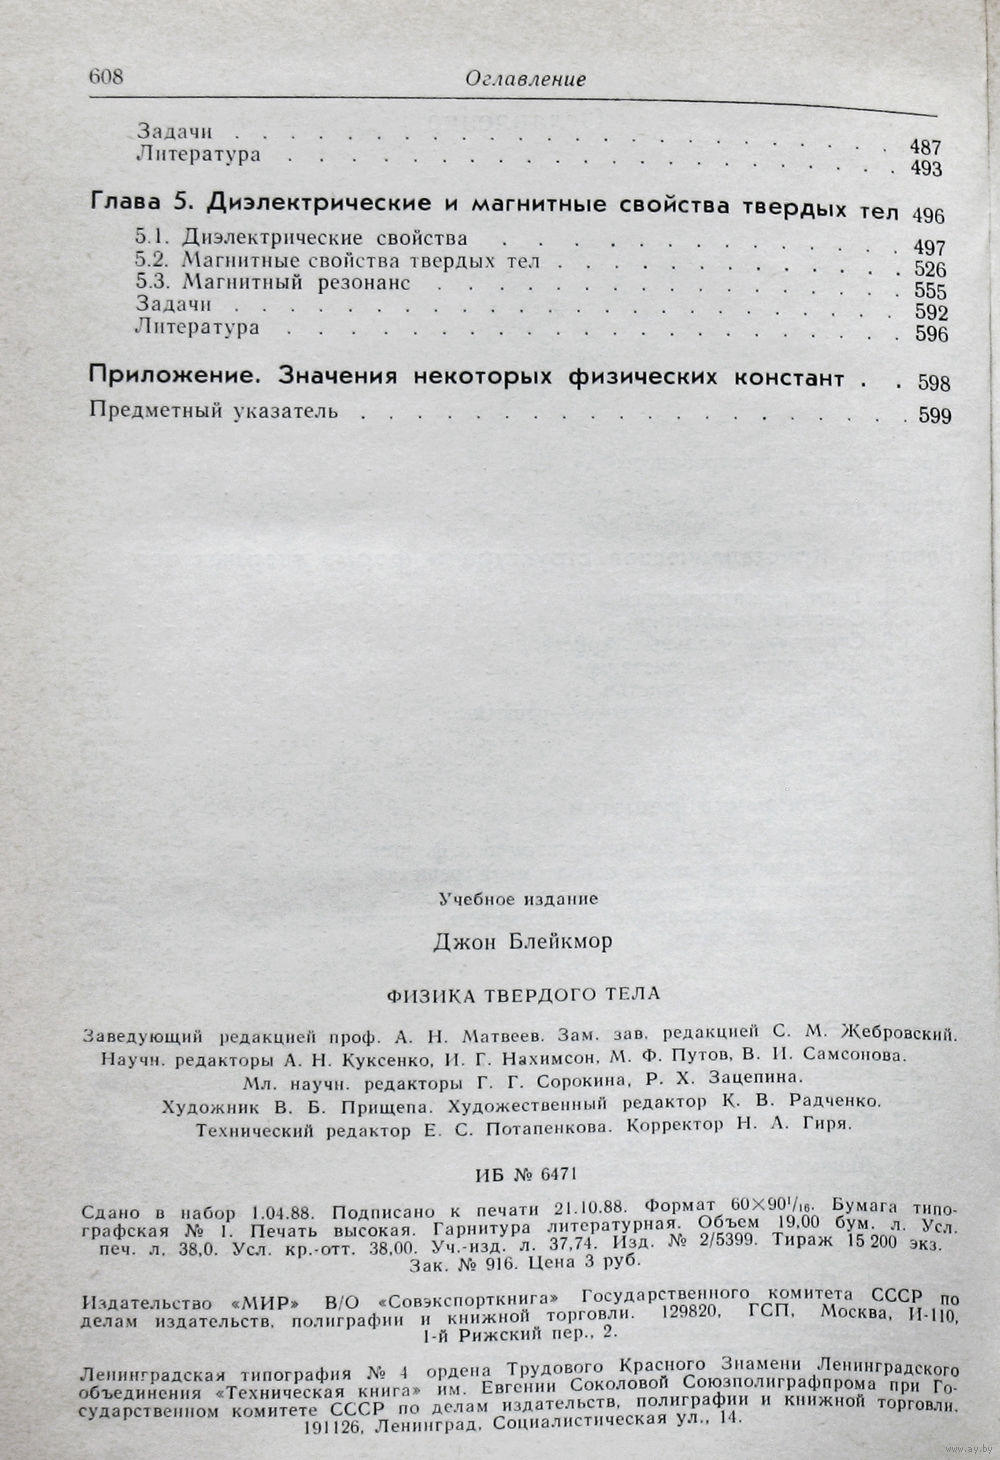 608 Оглавление
Задачи . . . . . . . . . . . . . . . . . . . . . 487
Литература . . . . . . . . . . . . . . . . . . . . 493
Глава 5. Диэлектрические и магнитные свойства твердых тел 496
5.1. Диэлектрические свойства . . . . . . . . . . . . . 497
5.2. Магнитные свойства твердых тел . . . . . . . . . . . 526
5.3. Магнитный резонанс . . . . . . . . . . . . . . . 555
Задачи . . . . . . . . . . . . . . . . . . . . . 592
Литература . . . . . . . . . . . . . . . . . . . . 596
Приложение. Значения некоторых физических констант . . 598
Предметный указатель . . . . . . . . . . . . . . . . . . 599
Учебное издание
Джон Блейкмор
ФИЗИКА ТВЕРДОГО ТЕЛА
Заведующий редакцией проф. А. Н. Матвеев. Зам. зав. редакцией С. М. Жебровский.
Научн. редакторы А. Н. Куксенко, И. Г. Нахимсон, М. Ф. Путов, В. И. Самсонова.
Мл. научн. редакторы Г. Г. Сорокина, Р. Х. Зацепина.
Художник В. Б. Прищепа. Художественный редактор К. В. Радченко.
Технический редактор Е. С. Потапенкова. Корректор Н. А. Гиря.
ИБ № 6471
Сдано в набор 1.04.88. Подписано к печати 21.10.88. Формат 60×90¹/₁₆. Бумага типо-
графская № 1. Печать высокая. Гарнитура литературная. Объем 19,00 бум. л. Усл.
печ. л. 38,0. Усл. кр.-отт. 38,00. Уч.-изд. л. 37,74. Изд. № 2/5399. Тираж 15 200 экз.
Зак. № 916. Цена 3 руб.
Издательство «МИР» В/О «Совэкспорткнига» Государственного комитета СССР по
делам издательств, полиграфии и книжной торговли. 129820, ГСП, Москва, И-110,
1-й Рижский пер., 2.
Ленинградская типография № 4 ордена Трудового Красного Знамени Ленинградского
объединения «Техническая книга» им. Евгении Соколовой Союзполиграфпрома при Го-
сударственном комитете СССР по делам издательств, полиграфии и книжной торговли.
191126, Ленинград, Социалистическая ул., 14.
www.ay.by